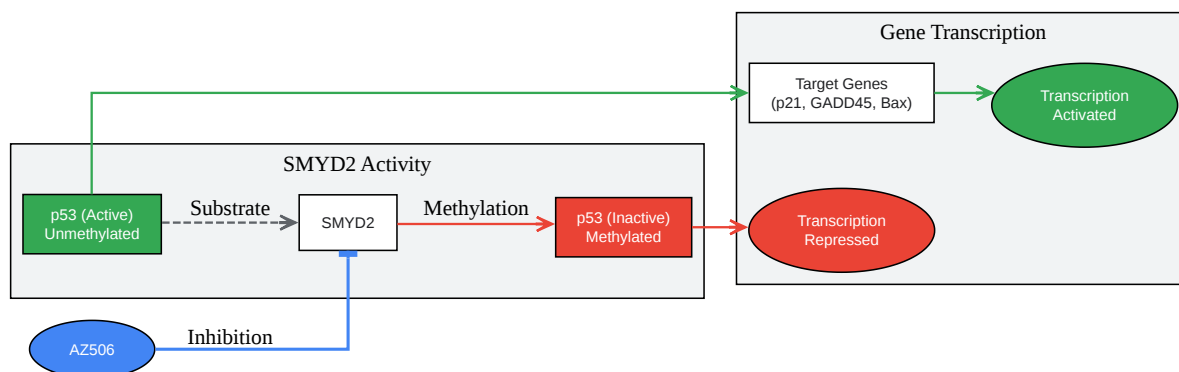 Gene Transcription
Target Genes
(p21, GADD45, Bax)
Transcription
Activated
SMYD2 Activity
p53 (Active)
Unmethylated
Substrate
SMYD2
Methylation
p53 (Inactive)
Methylated
Transcription
Repressed
AZ506
Inhibition